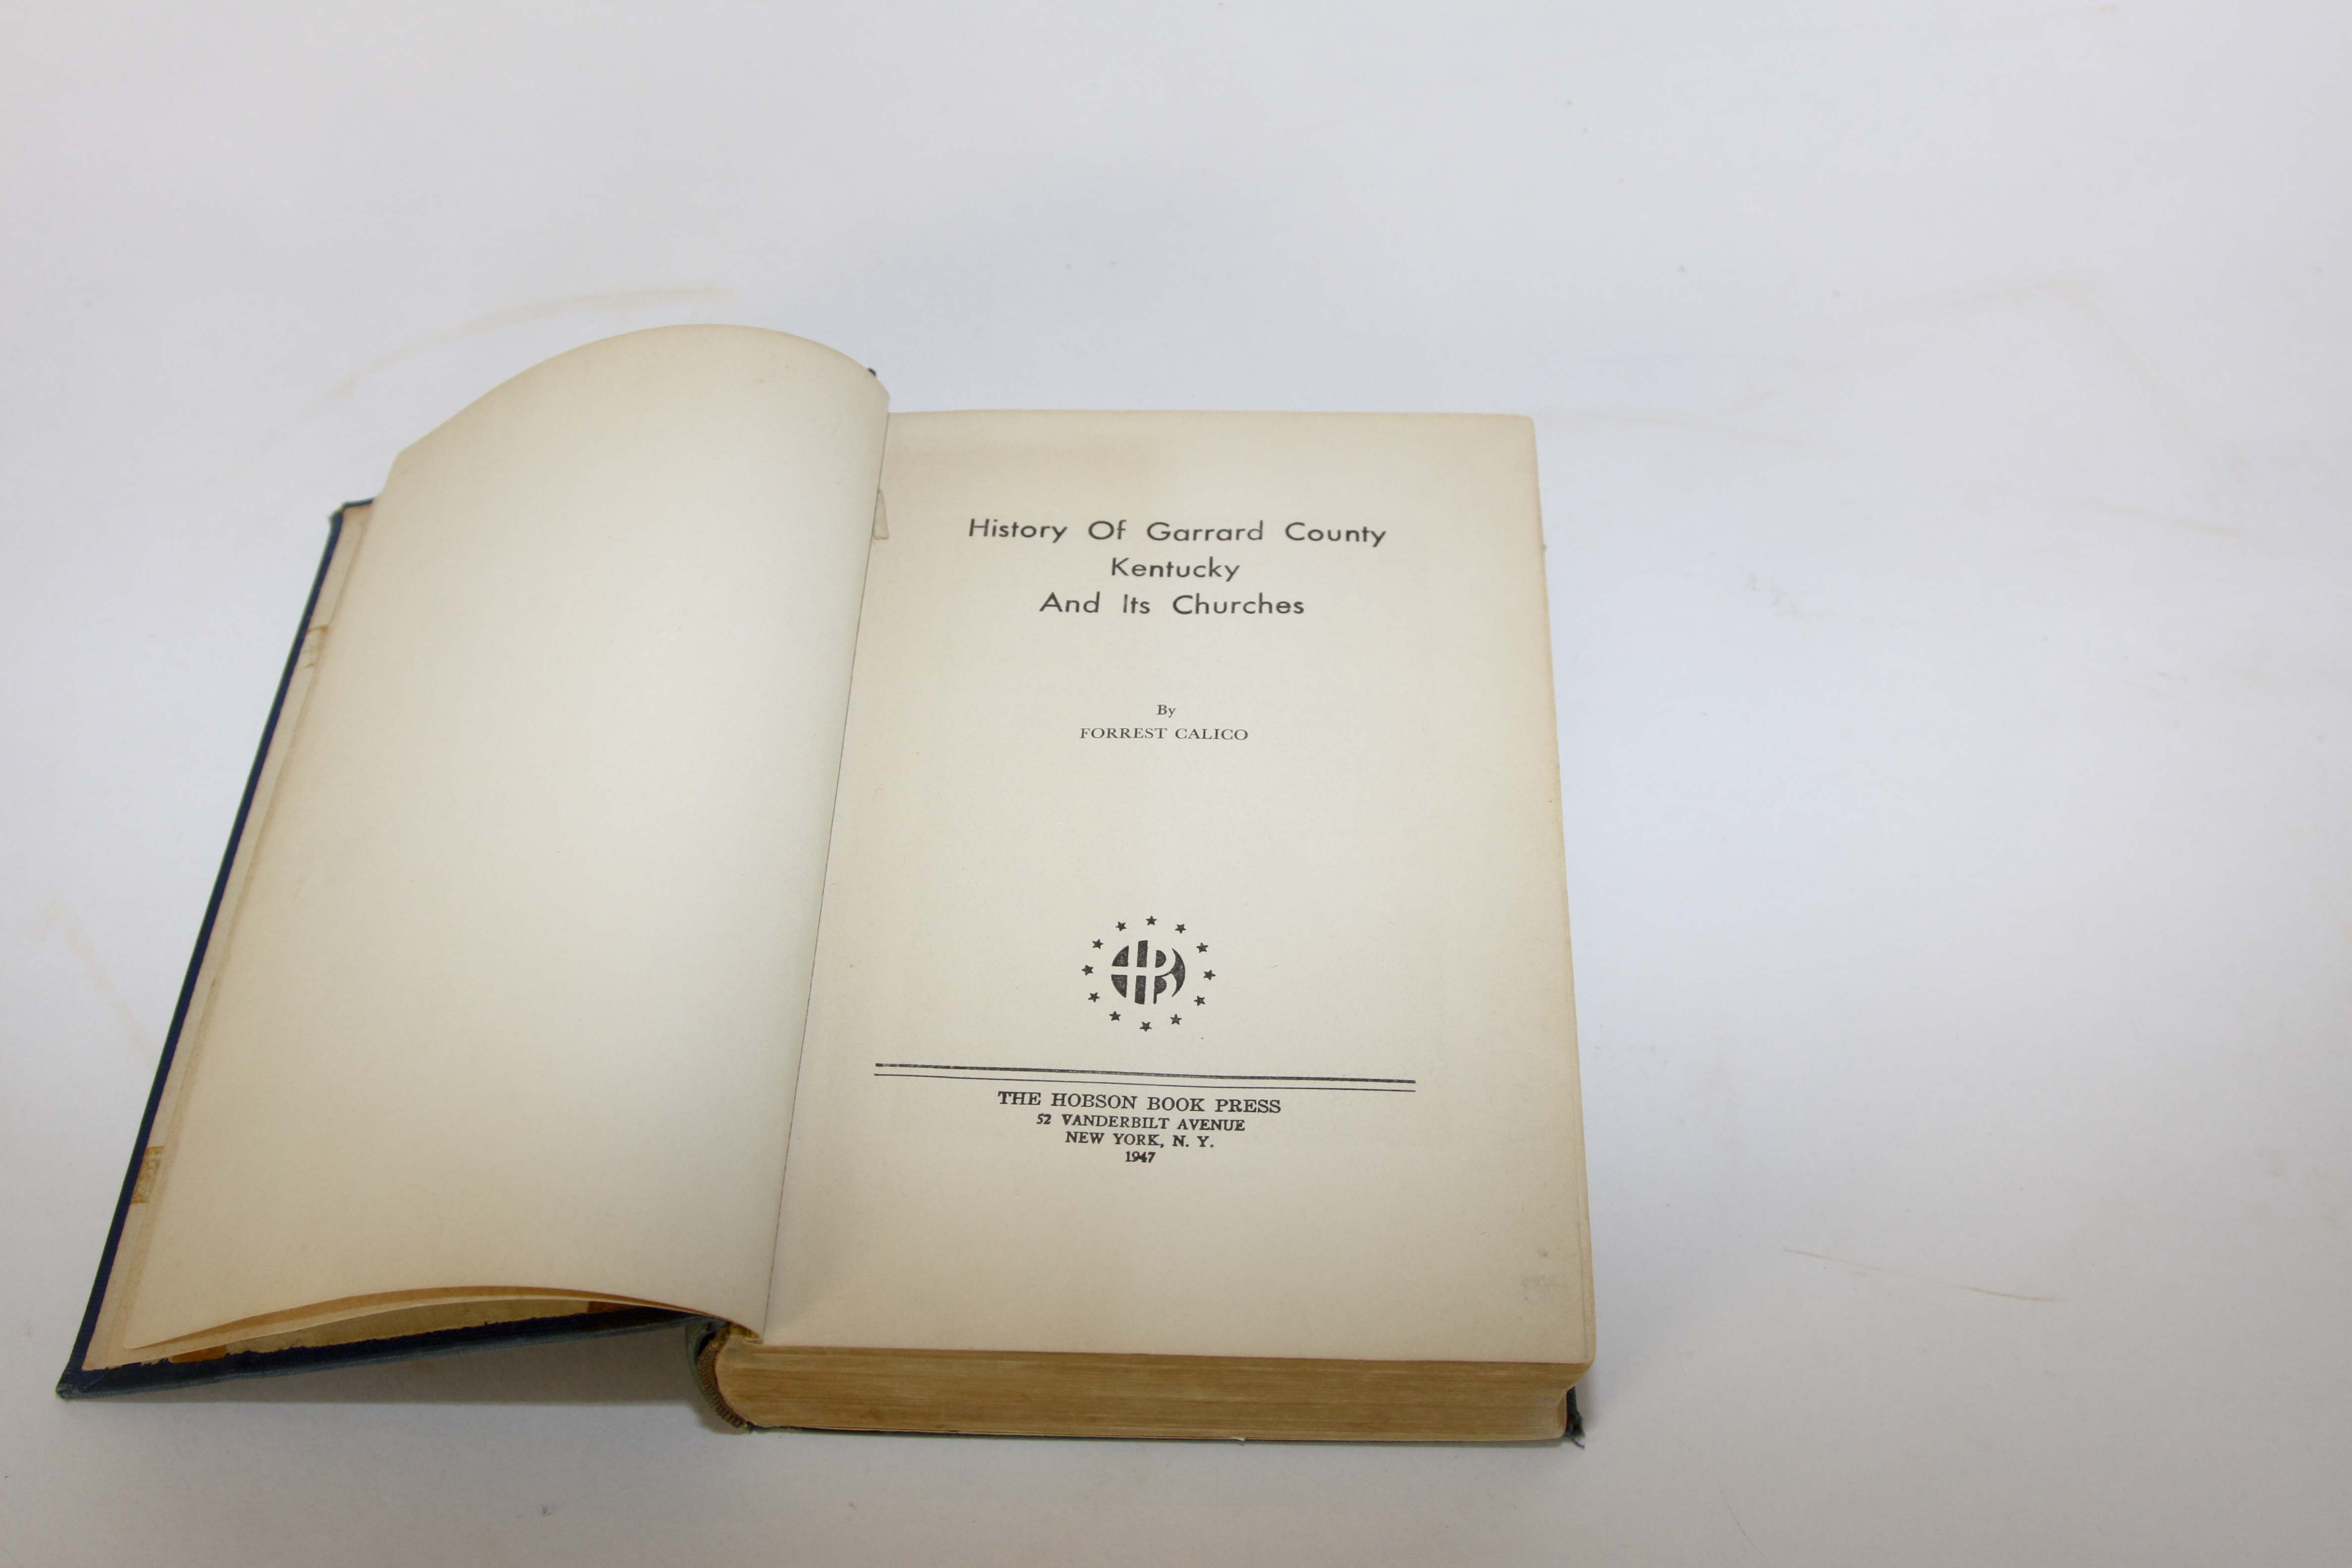 History Of Garrard County
Kentucky
And Its Churches
By
FORREST CALICO
HB
THE HOBSON BOOK PRESS
52 VANDERBILT AVENUE
NEW YORK, N. Y.
1947